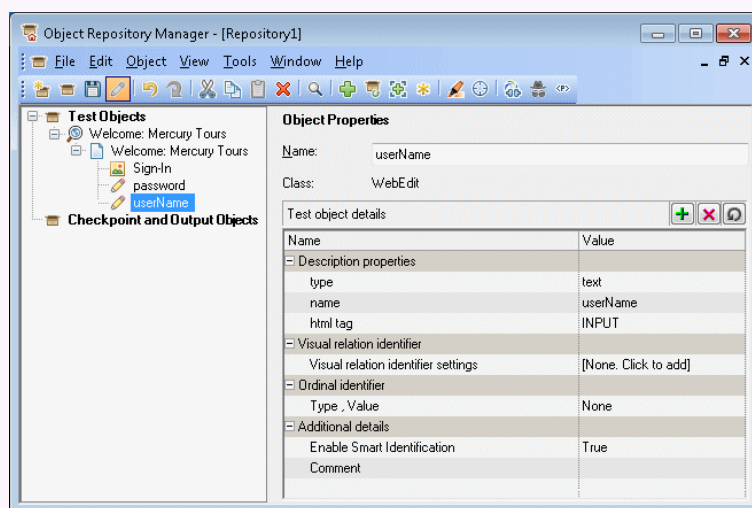 Object Repository Manager - [Repository1]
File Edit Object View Tools Window Help
Test Objects
Welcome: Mercury Tours
Welcome: Mercury Tours
Sign-In
password
userName
Checkpoint and Output Objects
Object Properties
Name: userName
Class: WebEdit
Test object details
Name Value
Description properties
type text
name userName
html tag INPUT
Visual relation identifier
Visual relation identifier settings [None. Click to add]
Ordinal identifier
Type , Value None
Additional details
Enable Smart Identification True
Comment